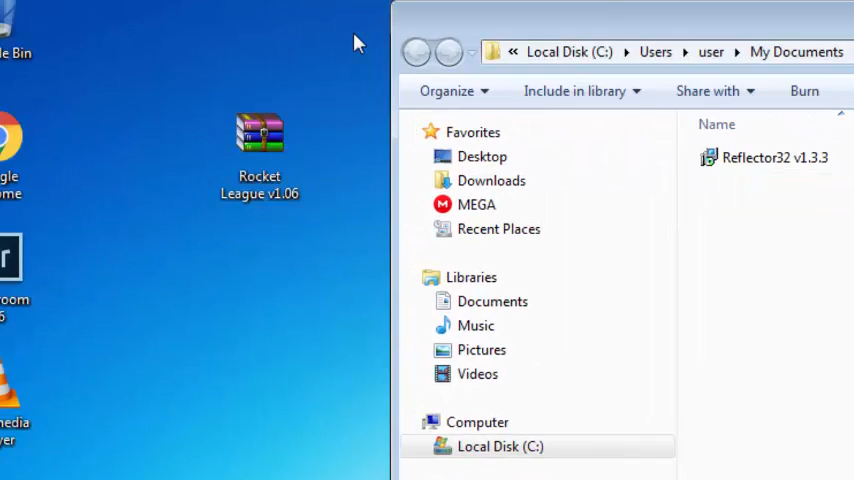 le Bin
Rocket
League v1.06
gle
ome
r
room
6
media
yer
« Local Disk (C:) ▸ Users ▸ user ▸ My Documents
Organize Include in library Share with Burn
Favorites
Desktop
Downloads
MEGA
Recent Places
Libraries
Documents
Music
Pictures
Videos
Computer
Local Disk (C:)
Name
Reflector32 v1.3.3